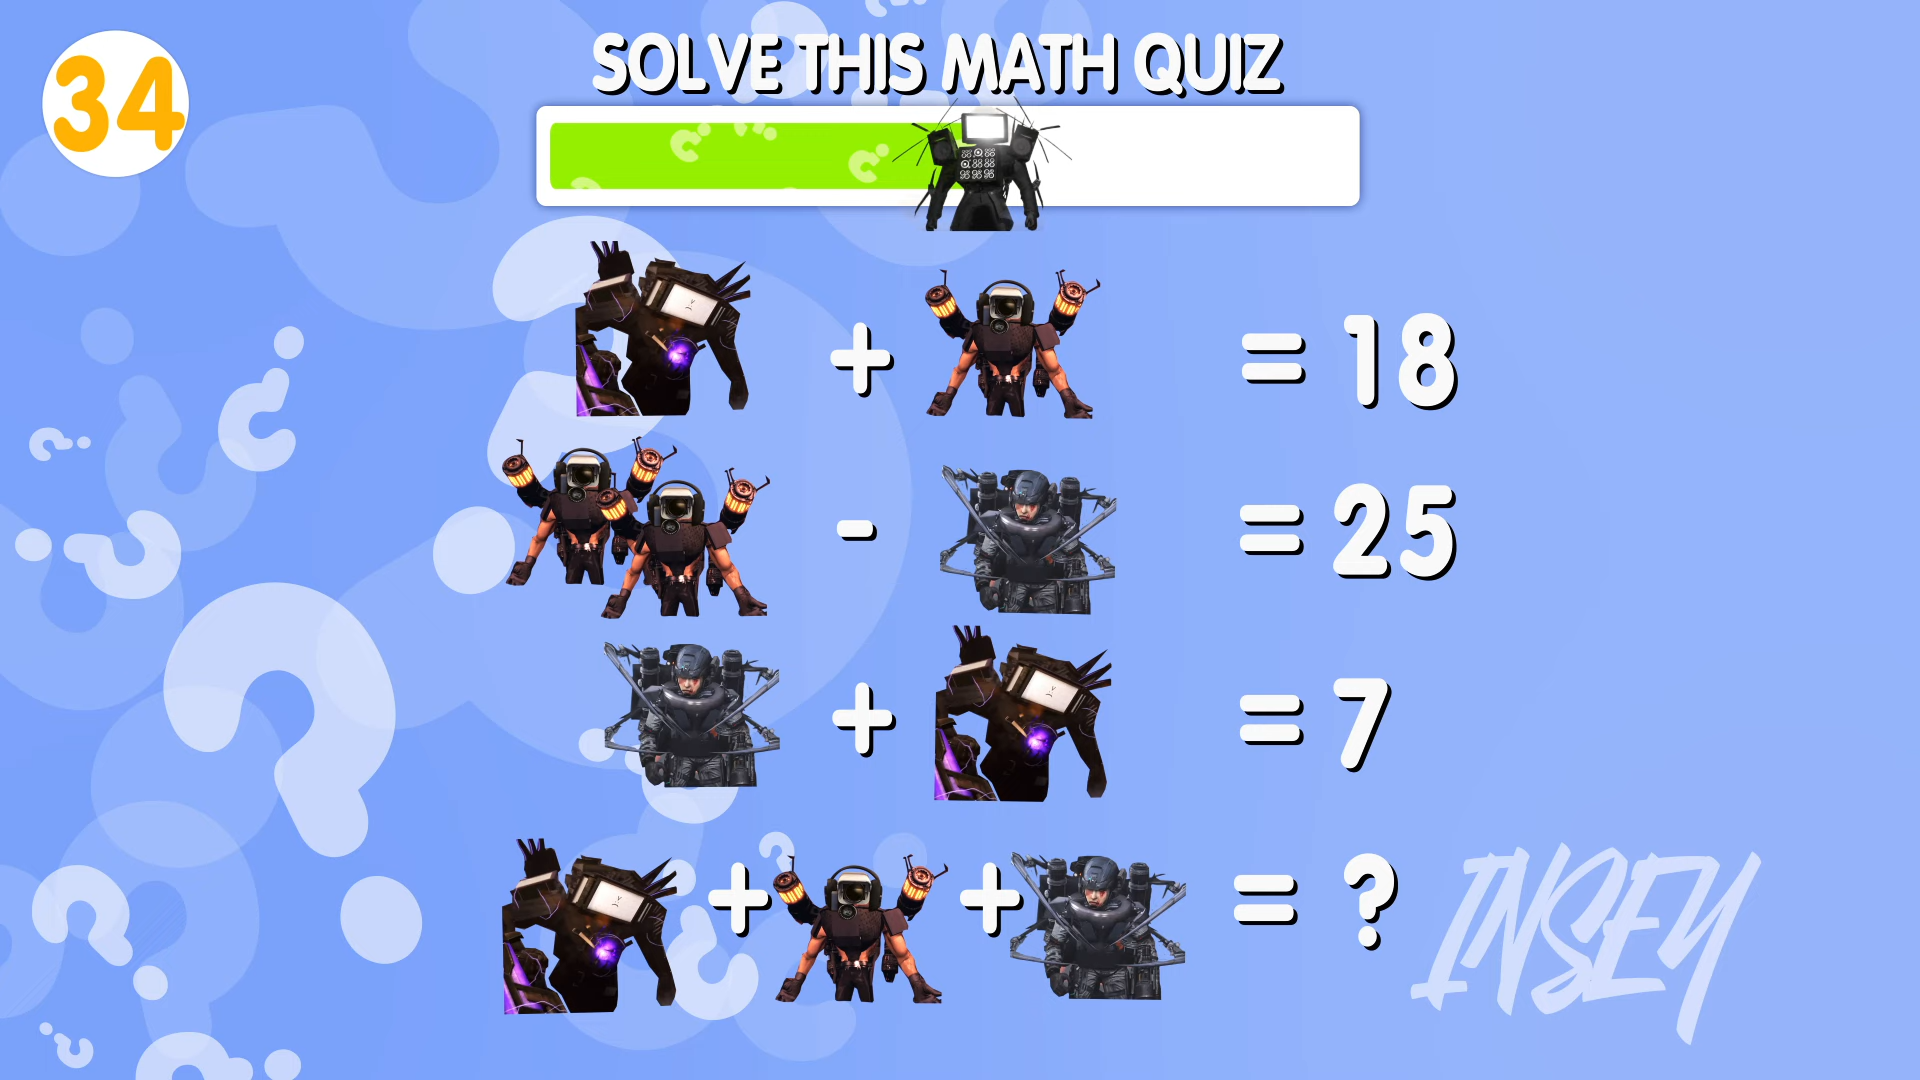 34
SOLVE THIS MATH QUIZ
+ = 18
- = 25
+ = 7
+ + = ?
INSEY